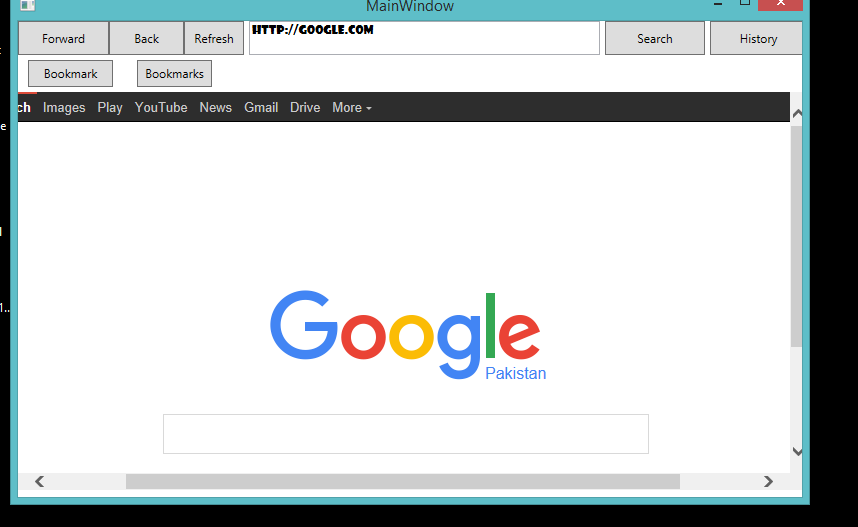 MainWindow
Forward Back Refresh HTTP://GOOGLE.COM Search History
Bookmark Bookmarks
ch Images Play YouTube News Gmail Drive More
Google
Pakistan